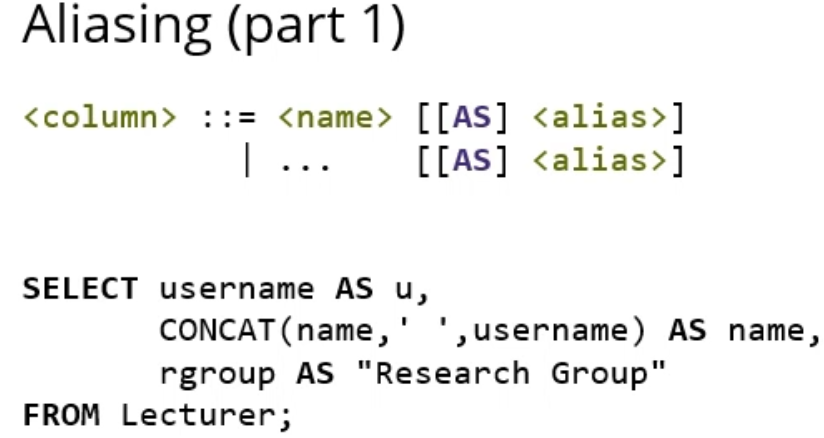 Aliasing (part 1)
<column> ::= <name> [[AS] <alias>]
| ... [[AS] <alias>]
SELECT username AS u,
CONCAT(name,' ',username) AS name,
rgroup AS "Research Group"
FROM Lecturer;